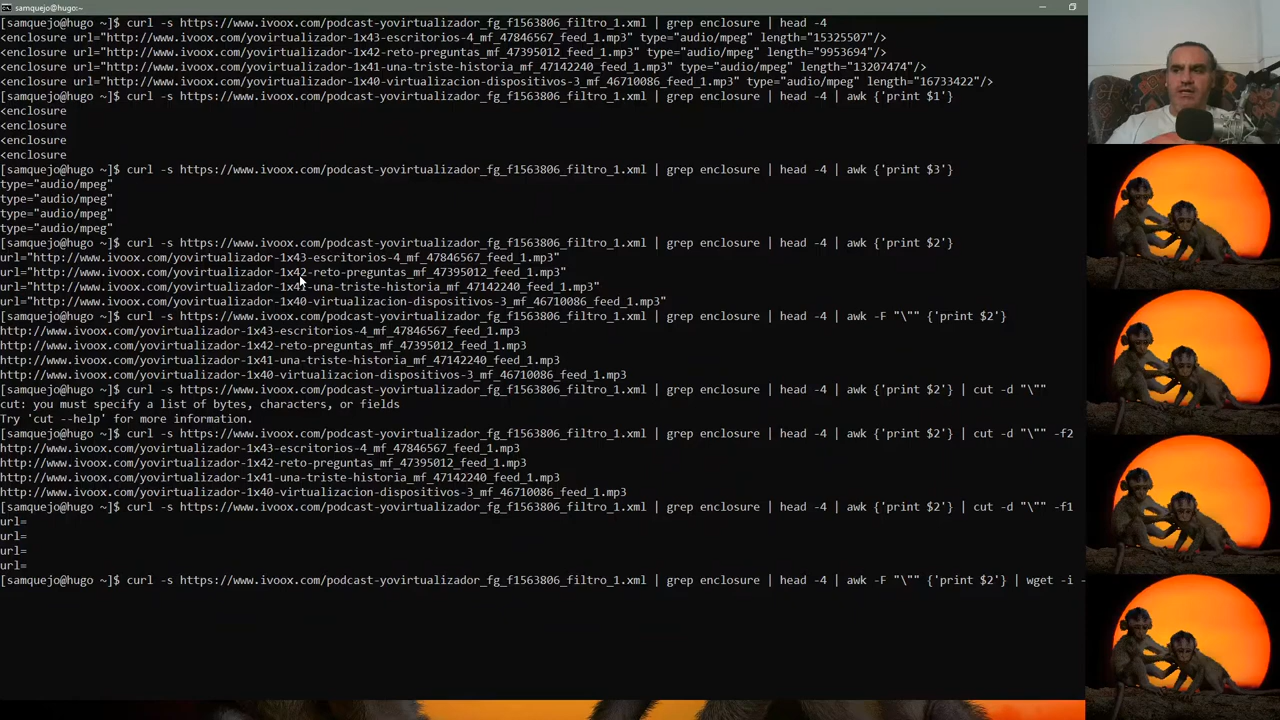 samquejo@hugo:~
[samquejo@hugo ~]$ curl -s https://www.ivoox.com/podcast-yovirtualizador_fg_f1563806_filtro_1.xml | grep enclosure | head -4
<enclosure url="http://www.ivoox.com/yovirtualizador-1x43-escritorios-4_mf_47846567_feed_1.mp3" type="audio/mpeg" length="15325507"/>
<enclosure url="http://www.ivoox.com/yovirtualizador-1x42-reto-preguntas_mf_47395012_feed_1.mp3" type="audio/mpeg" length="9953694"/>
<enclosure url="http://www.ivoox.com/yovirtualizador-1x41-una-triste-historia_mf_47142240_feed_1.mp3" type="audio/mpeg" length="13207474"/>
<enclosure url="http://www.ivoox.com/yovirtualizador-1x40-virtualizacion-dispositivos-3_mf_46710086_feed_1.mp3" type="audio/mpeg" length="16733422"/>
[samquejo@hugo ~]$ curl -s https://www.ivoox.com/podcast-yovirtualizador_fg_f1563806_filtro_1.xml | grep enclosure | head -4 | awk {'print $1'}
<enclosure
<enclosure
<enclosure
<enclosure
[samquejo@hugo ~]$ curl -s https://www.ivoox.com/podcast-yovirtualizador_fg_f1563806_filtro_1.xml | grep enclosure | head -4 | awk {'print $3'}
type="audio/mpeg"
type="audio/mpeg"
type="audio/mpeg"
type="audio/mpeg"
[samquejo@hugo ~]$ curl -s https://www.ivoox.com/podcast-yovirtualizador_fg_f1563806_filtro_1.xml | grep enclosure | head -4 | awk {'print $2'}
url="http://www.ivoox.com/yovirtualizador-1x43-escritorios-4_mf_47846567_feed_1.mp3"
url="http://www.ivoox.com/yovirtualizador-1x42-reto-preguntas_mf_47395012_feed_1.mp3"
url="http://www.ivoox.com/yovirtualizador-1x41-una-triste-historia_mf_47142240_feed_1.mp3"
url="http://www.ivoox.com/yovirtualizador-1x40-virtualizacion-dispositivos-3_mf_46710086_feed_1.mp3"
[samquejo@hugo ~]$ curl -s https://www.ivoox.com/podcast-yovirtualizador_fg_f1563806_filtro_1.xml | grep enclosure | head -4 | awk -F "\"" {'print $2'}
http://www.ivoox.com/yovirtualizador-1x43-escritorios-4_mf_47846567_feed_1.mp3
http://www.ivoox.com/yovirtualizador-1x42-reto-preguntas_mf_47395012_feed_1.mp3
http://www.ivoox.com/yovirtualizador-1x41-una-triste-historia_mf_47142240_feed_1.mp3
http://www.ivoox.com/yovirtualizador-1x40-virtualizacion-dispositivos-3_mf_46710086_feed_1.mp3
[samquejo@hugo ~]$ curl -s https://www.ivoox.com/podcast-yovirtualizador_fg_f1563806_filtro_1.xml | grep enclosure | head -4 | awk {'print $2'} | cut -d "\""
cut: you must specify a list of bytes, characters, or fields
Try 'cut --help' for more information.
[samquejo@hugo ~]$ curl -s https://www.ivoox.com/podcast-yovirtualizador_fg_f1563806_filtro_1.xml | grep enclosure | head -4 | awk {'print $2'} | cut -d "\"" -f2
http://www.ivoox.com/yovirtualizador-1x43-escritorios-4_mf_47846567_feed_1.mp3
http://www.ivoox.com/yovirtualizador-1x42-reto-preguntas_mf_47395012_feed_1.mp3
http://www.ivoox.com/yovirtualizador-1x41-una-triste-historia_mf_47142240_feed_1.mp3
http://www.ivoox.com/yovirtualizador-1x40-virtualizacion-dispositivos-3_mf_46710086_feed_1.mp3
[samquejo@hugo ~]$ curl -s https://www.ivoox.com/podcast-yovirtualizador_fg_f1563806_filtro_1.xml | grep enclosure | head -4 | awk {'print $2'} | cut -d "\"" -f1
url=
url=
url=
url=
[samquejo@hugo ~]$ curl -s https://www.ivoox.com/podcast-yovirtualizador_fg_f1563806_filtro_1.xml | grep enclosure | head -4 | awk -F "\"" {'print $2'} | wget -i -